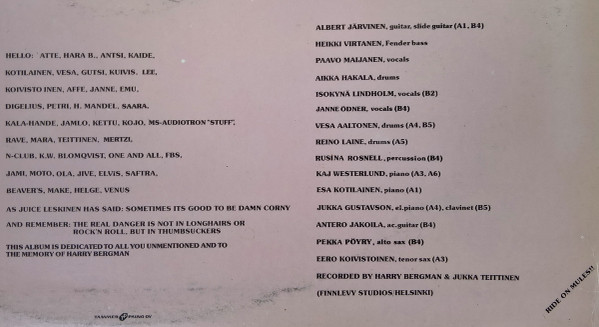 HELLO: ATTE, HARA B., ANTSI, KAIDE,
KOTILAINEN, VESA, GUTSI, KUIVIS. LEE,
KOIVISTOINEN, AFFE, JANNE, EMU,
DIGELIUS, PETRI, H. MANDEL, SAARA.
KALA-HANDE, JAMLO, KETTU, KOJO, MS-AUDIOTRON "STUFF",
RAVE, MARA, TEITTINEN, MERTZI,
N-CLUB, K.W. BLOMQVIST, ONE AND ALL, FBS,
JAMI, MOTO, OLA, JIVE, ELVIS, SAFTRA,
BEAVER'S, MAKE, HELGE, VENUS
AS JUICE LESKINEN HAS SAID: SOMETIMES ITS GOOD TO BE DAMN CORNY
AND REMEMBER: THE REAL DANGER IS NOT IN LONGHAIRS OR
ROCK'N ROLL, BUT IN THUMBSUCKERS
THIS ALBUM IS DEDICATED TO ALL YOU UNMENTIONED AND TO
THE MEMORY OF HARRY BERGMAN
ALBERT JÄRVINEN, guitar, slide guitar (A1, B4)
HEIKKI VIRTANEN, Fender bass
PAAVO MAIJANEN, vocals
AIKKA HAKALA, drums
ISOKYNÄ LINDHOLM, vocals (B2)
JANNE ÖDNER, vocals (B4)
VESA AALTONEN, drums (A4, B5)
REINO LAINE, drums (A5)
RUSINA ROSNELL, percussion (B4)
KAJ WESTERLUND, piano (A3, A6)
ESA KOTILAINEN, piano (A1)
JUKKA GUSTAVSON, el.piano (A4), clavinet (B5)
ANTERO JAKOILA, ac.guitar (B4)
PEKKA PÖYRY, alto sax (B4)
EERO KOIVISTOINEN, tenor sax (A3)
RECORDED BY HARRY BERGMAN & JUKKA TEITTINEN
(FINNLEVY STUDIOS/HELSINKI)
RIDE ON MULES!!